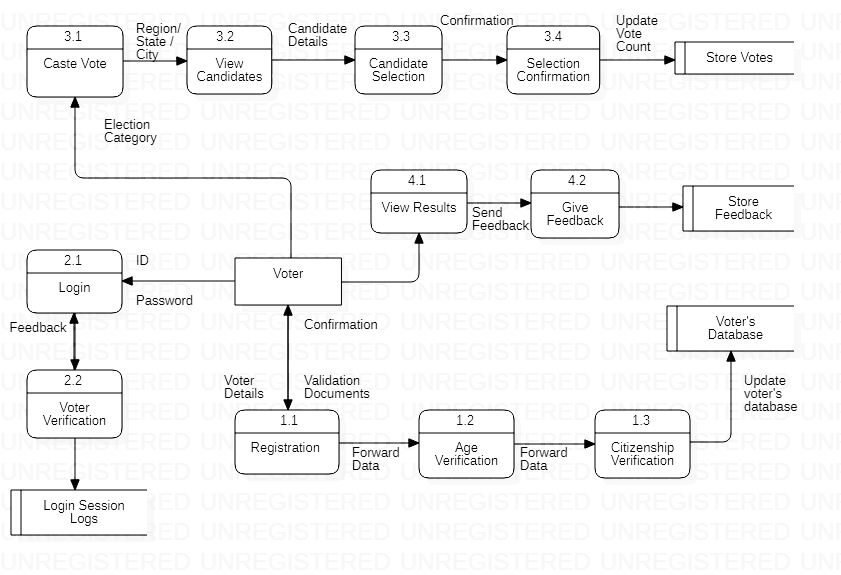 3.1
Caste Vote
Region/
State /
City
3.2
View
Candidates
Candidate
Details
3.3
Candidate
Selection
Confirmation
3.4
Selection
Confirmation
Update
Vote
Count
Store Votes
Election
Category
4.1
View Results
Send
Feedback
4.2
Give
Feedback
Store
Feedback
2.1
Login
ID
Password
Voter
Feedback
Confirmation
Voter's
Database
2.2
Voter
Verification
Voter
Details
Validation
Documents
Update
voter's
database
1.1
Registration
Forward
Data
1.2
Age
Verification
Forward
Data
1.3
Citizenship
Verification
Login Session
Logs
UNREGISTERED